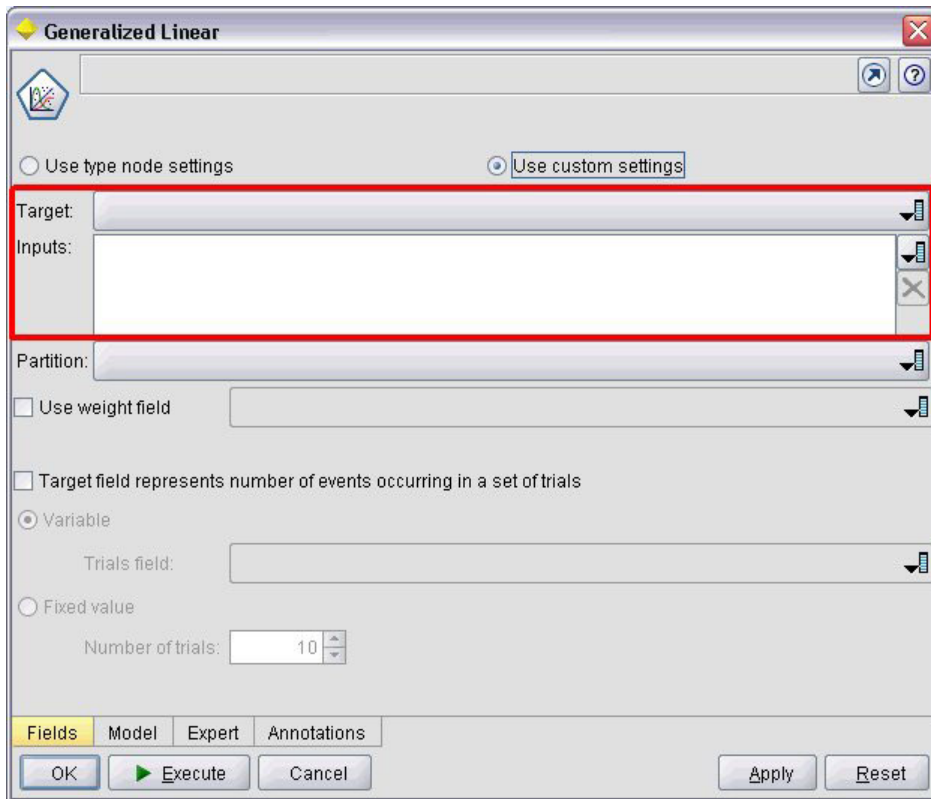 Generalized Linear
Use type node settings Use custom settings
Target:
Inputs:
Partition:
Use weight field
Target field represents number of events occurring in a set of trials
Variable
Trials field:
Fixed value
Number of trials: 10
Fields Model Expert Annotations
OK Execute Cancel Apply Reset